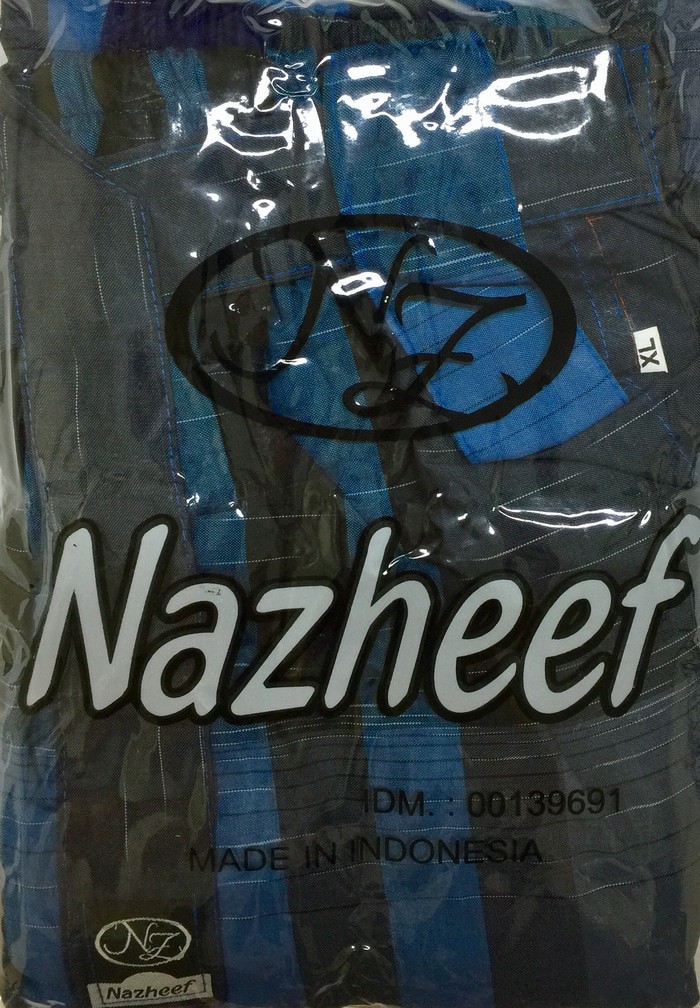 NZ
XL
Nazheef
IDM. : 00139691
MADE IN INDONESIA
NZ
Nazheef